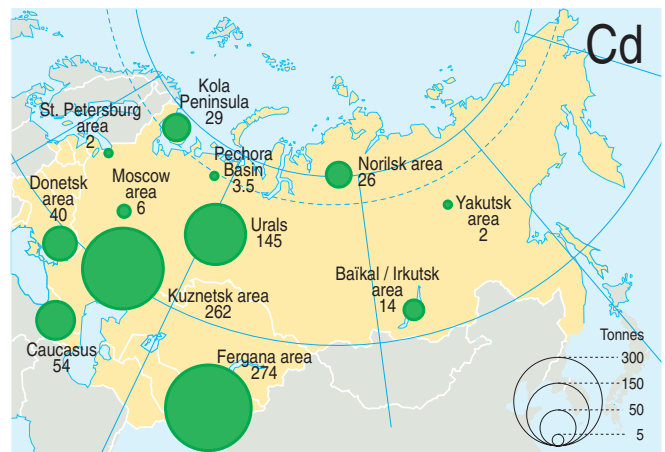 Cd
Kola
Peninsula
29
St. Petersburg
area
2
Pechora
Basin
3.5
Norilsk area
26
Donetsk
area
40
Moscow
area
6
Yakutsk
area
2
Urals
145
Baïkal / Irkutsk
area
14
Kuznetsk area
262
Caucasus
54
Fergana area
274
Tonnes
300
150
50
5